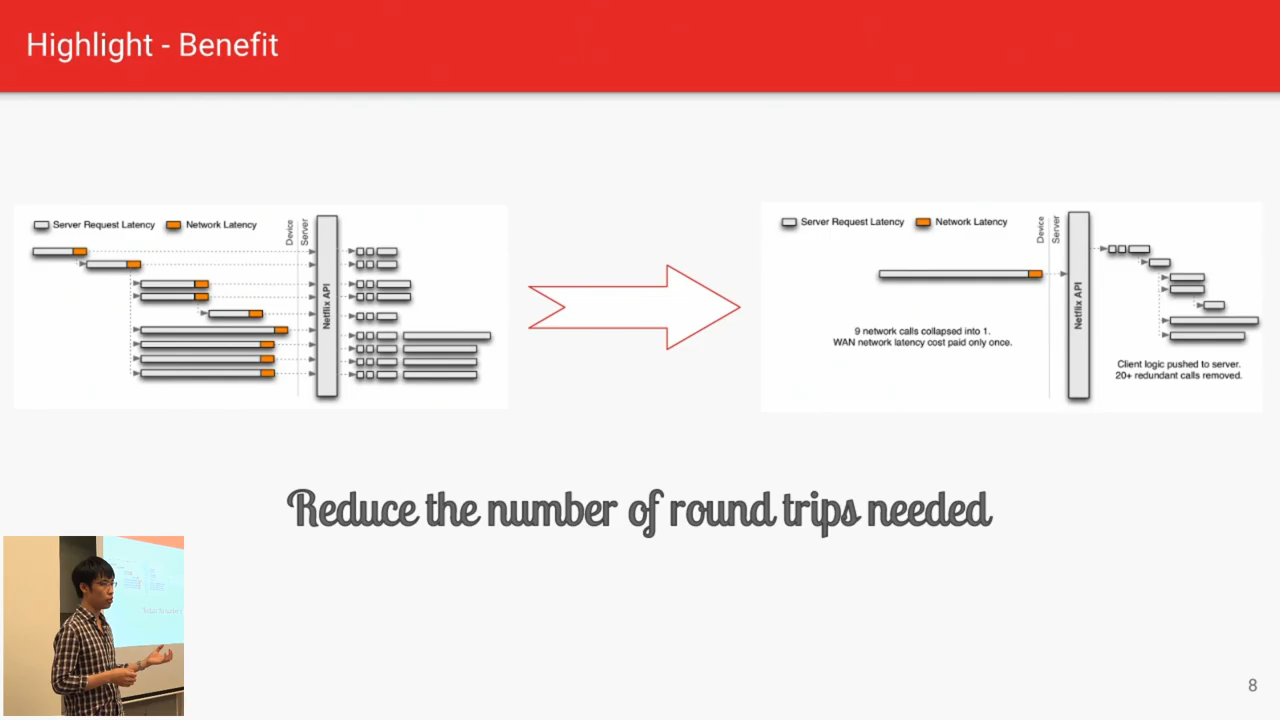 Highlight - Benefit
Server Request Latency
Network Latency
Device
Server
Netflix API
Server Request Latency
Network Latency
Device
Server
Netflix API
9 network calls collapsed into 1.
WAN network latency cost paid only once.
Client logic pushed to server.
20+ redundant calls removed.
Reduce the number of round trips needed
8